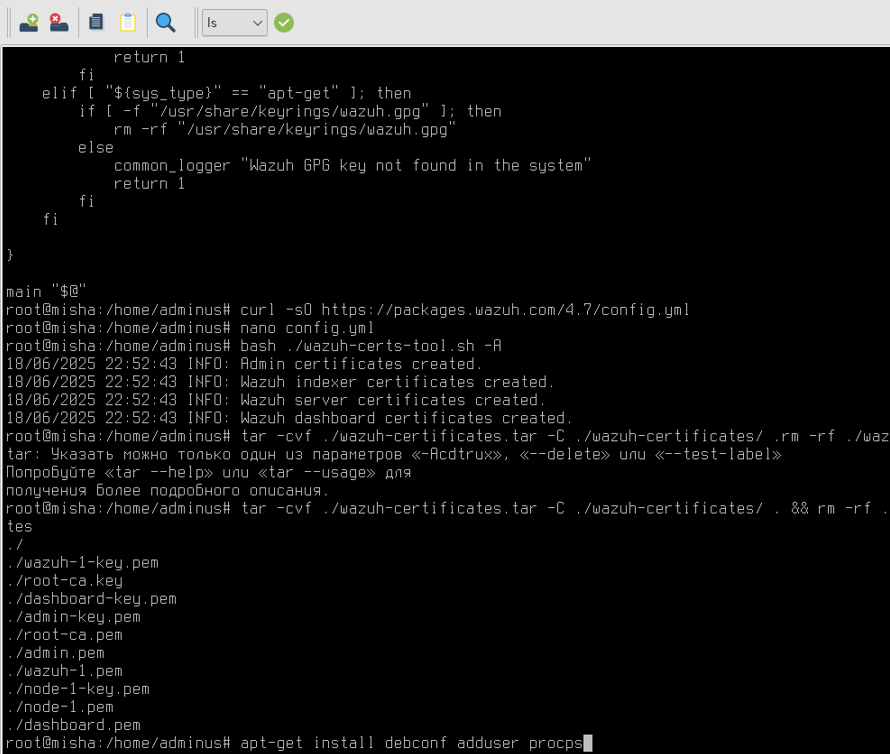 ls
return 1
fi
elif [ "${sys_type}" == "apt-get" ]; then
if [ -f "/usr/share/keyrings/wazuh.gpg" ]; then
rm -rf "/usr/share/keyrings/wazuh.gpg"
else
common_logger "Wazuh GPG key not found in the system"
return 1
fi
fi
}
main "$@"
root@misha:/home/adminus# curl -sO https://packages.wazuh.com/4.7/config.yml
root@misha:/home/adminus# nano config.yml
root@misha:/home/adminus# bash ./wazuh-certs-tool.sh -A
18/06/2025 22:52:43 INFO: Admin certificates created.
18/06/2025 22:52:43 INFO: Wazuh indexer certificates created.
18/06/2025 22:52:43 INFO: Wazuh server certificates created.
18/06/2025 22:52:43 INFO: Wazuh dashboard certificates created.
root@misha:/home/adminus# tar -cvf ./wazuh-certificates.tar -C ./wazuh-certificates/ .rm -rf ./waz
tar: Указать можно только один из параметров «-Acdtrux», «--delete» или «--test-label»
Попробуйте «tar --help» или «tar --usage» для
получения более подробного описания.
root@misha:/home/adminus# tar -cvf ./wazuh-certificates.tar -C ./wazuh-certificates/ . && rm -rf .
tes
./
./wazuh-1-key.pem
./root-ca.key
./dashboard-key.pem
./admin-key.pem
./root-ca.pem
./admin.pem
./wazuh-1.pem
./node-1-key.pem
./node-1.pem
./dashboard.pem
root@misha:/home/adminus# apt-get install debconf adduser procps